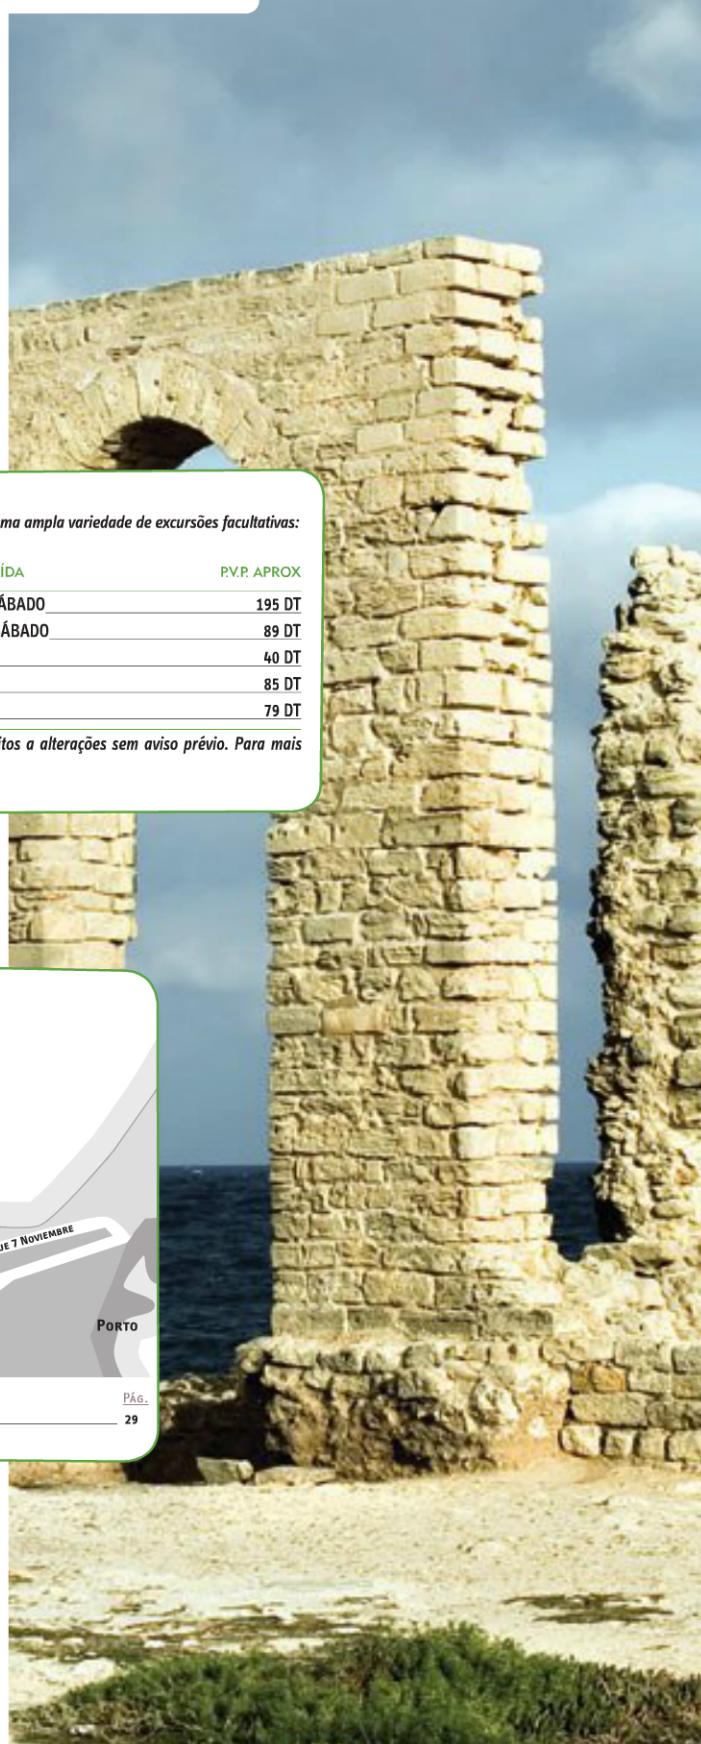 ma ampla variedade de excursões facultativas:
ÍDA P.V.P. APROX
ÁBADO 195 DT
ÁBADO 89 DT
40 DT
85 DT
79 DT
itos a alterações sem aviso prévio. Para mais
UE 7 NOVIEMBRE
PORTO
PÁG.
29